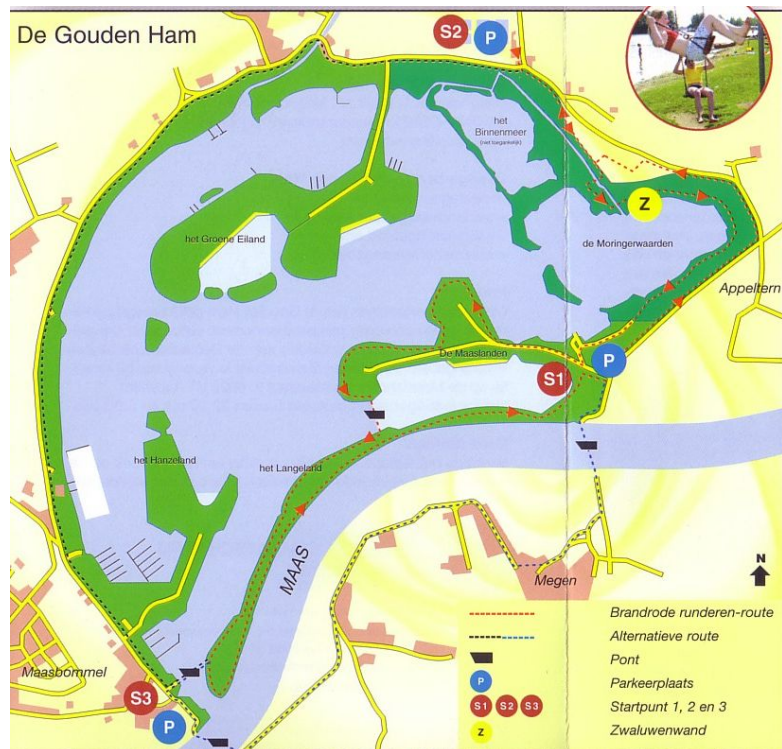 De Gouden Ham
S2
P
het
Binnenmeer
[niet toegankelijk]
Z
het Groene Eiland
de Moringerwaarden
Appeltern
De Maaslanden
S1
P
het Hanzeland
het Langeland
MAAS
Megen
N
Maasbommel
S3
P
Brandrode runderen-route
Alternatieve route
Pont
P
Parkeerplaats
S1 S2 S3
Startpunt 1, 2 en 3
Z
Zwaluwenwand